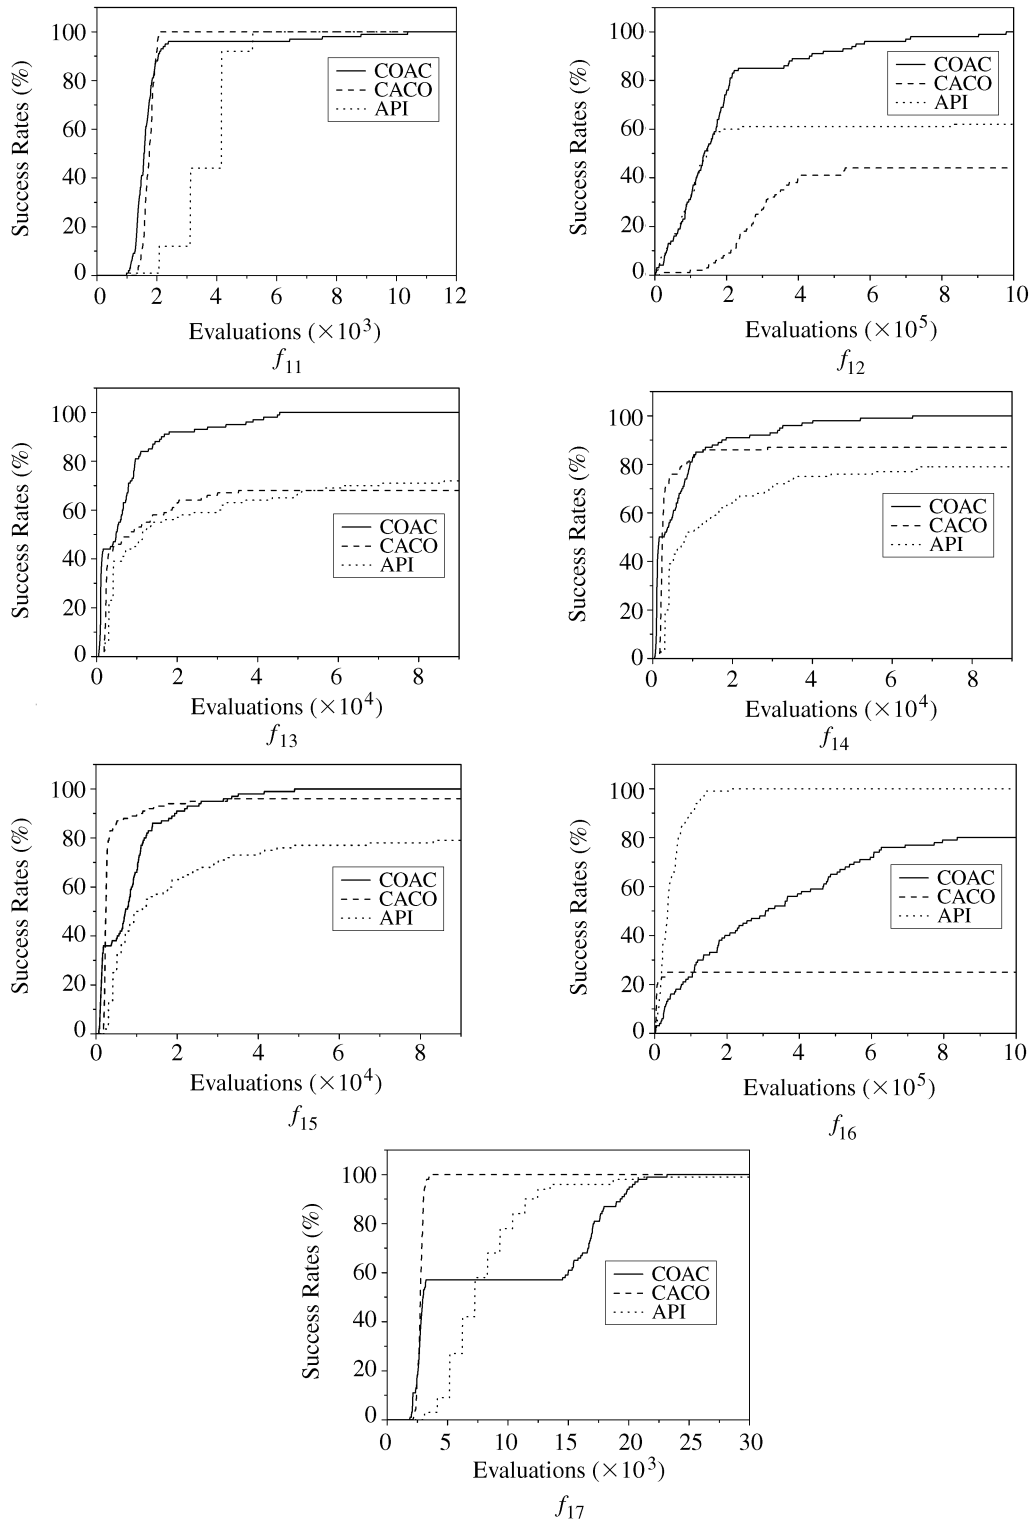 100
80
60
40
20
0
Success Rates (%)
COAC
CACO
API
0 2 4 6 8 10 12
Evaluations (×10³)
f₁₁
100
80
60
40
20
0
Success Rates (%)
COAC
CACO
API
0 2 4 6 8 10
Evaluations (×10⁵)
f₁₂
100
80
60
40
20
0
Success Rates (%)
COAC
CACO
API
0 2 4 6 8
Evaluations (×10⁴)
f₁₃
100
80
60
40
20
0
Success Rates (%)
COAC
CACO
API
0 2 4 6 8
Evaluations (×10⁴)
f₁₄
100
80
60
40
20
0
Success Rates (%)
COAC
CACO
API
0 2 4 6 8
Evaluations (×10⁴)
f₁₅
100
80
60
40
20
0
Success Rates (%)
COAC
CACO
API
0 2 4 6 8 10
Evaluations (×10⁵)
f₁₆
100
80
60
40
20
0
Success Rates (%)
COAC
CACO
API
0 5 10 15 20 25 30
Evaluations (×10³)
f₁₇